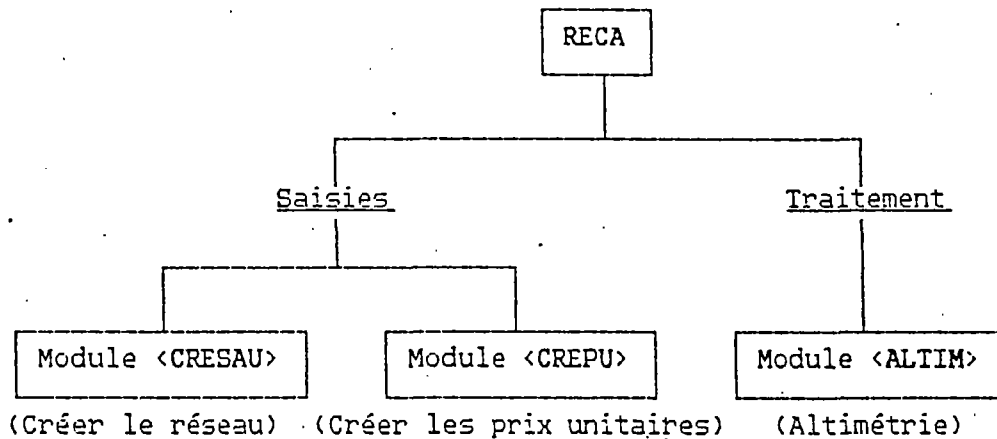 RECA
Saisies
Traitement
Module <CRESAU>
Module <CREPU>
Module <ALTIM>
(Créer le réseau)
(Créer les prix unitaires)
(Altimétrie)